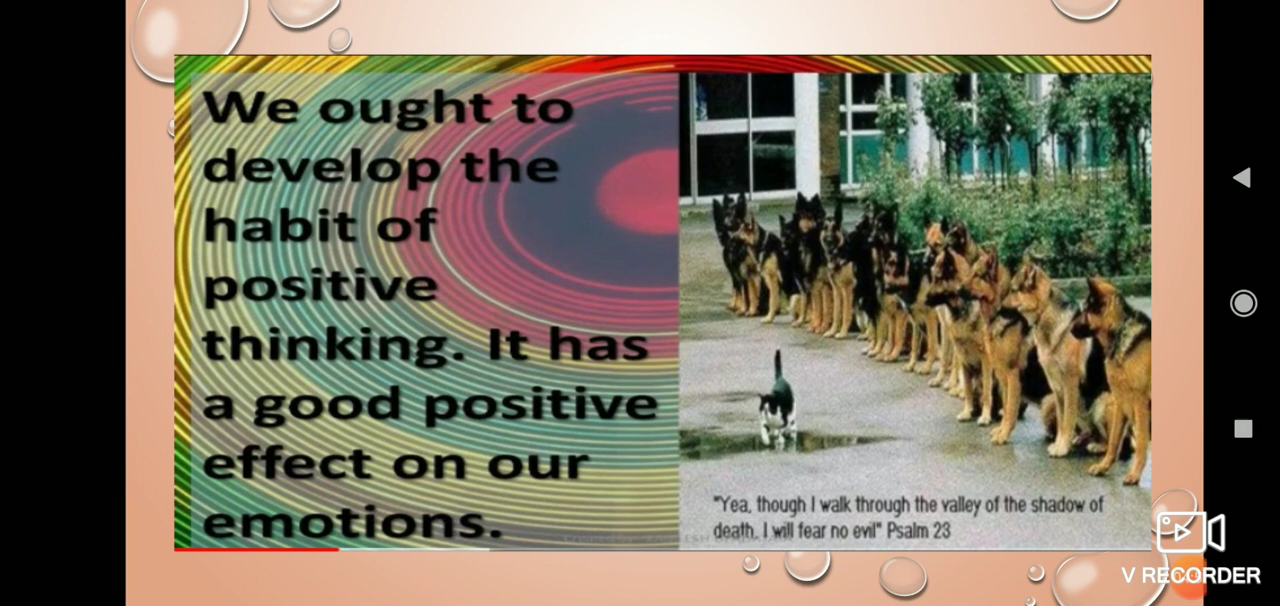 We ought to
develop the
habit of
positive
thinking. It has
a good positive
effect on our
emotions.
"Yea, though I walk through the valley of the shadow of
death, I will fear no evil" Psalm 23
V RECORDER